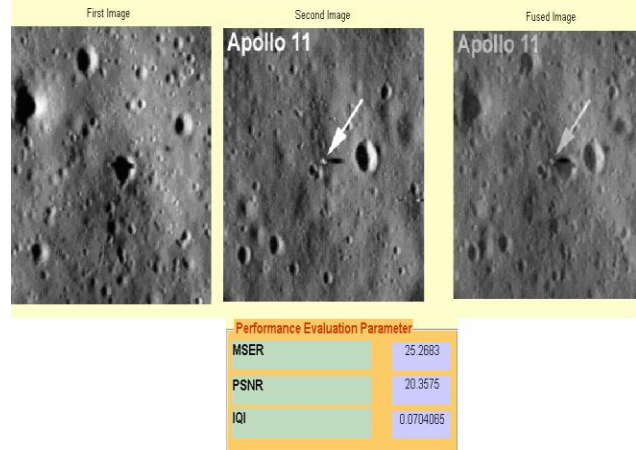 First Image
Second Image
Fused Image
Apollo 11
Apollo 11
Performance Evaluation Parameter
MSER 25.2683
PSNR 20.3575
IQI 0.0704065